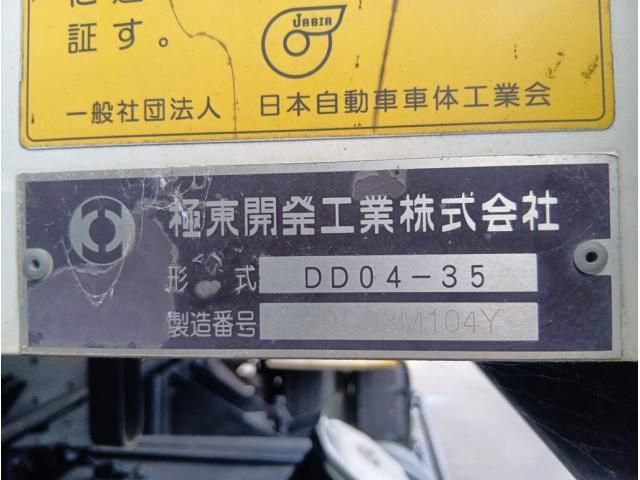 証す。
JABIA
一般社団法人 日本自動車車体工業会
極東開発工業株式会社
形 式 DD04-35
製造番号